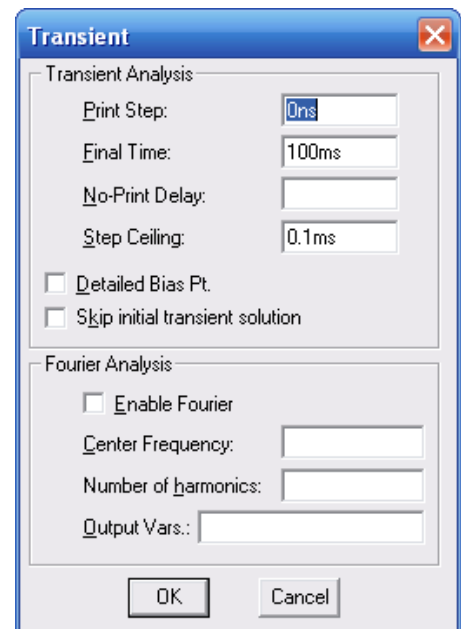 Transient
Transient Analysis
Print Step: 0ns
Final Time: 100ms
No-Print Delay:
Step Ceiling: 0.1ms
Detailed Bias Pt.
Skip initial transient solution
Fourier Analysis
Enable Fourier
Center Frequency:
Number of harmonics:
Output Vars.:
OK Cancel